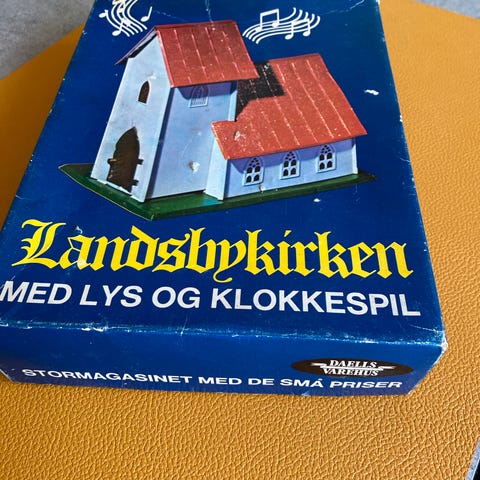 Landsbykirken
MED LYS OG KLOKKESPIL
DAELLS
VAREHUS
STORMAGASINET MED DE SMÅ PRISER